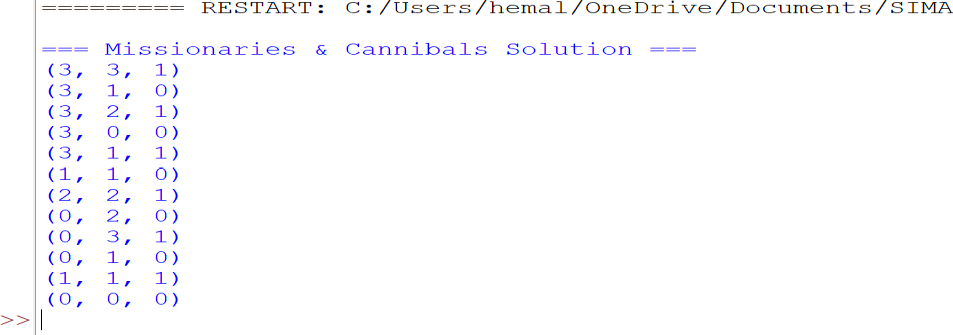 ========= RESTART: C:/Users/hemal/OneDrive/Documents/SIMA
=== Missionaries & Cannibals Solution ===
(3, 3, 1)
(3, 1, 0)
(3, 2, 1)
(3, 0, 0)
(3, 1, 1)
(1, 1, 0)
(2, 2, 1)
(0, 2, 0)
(0, 3, 1)
(0, 1, 0)
(1, 1, 1)
(0, 0, 0)
>>